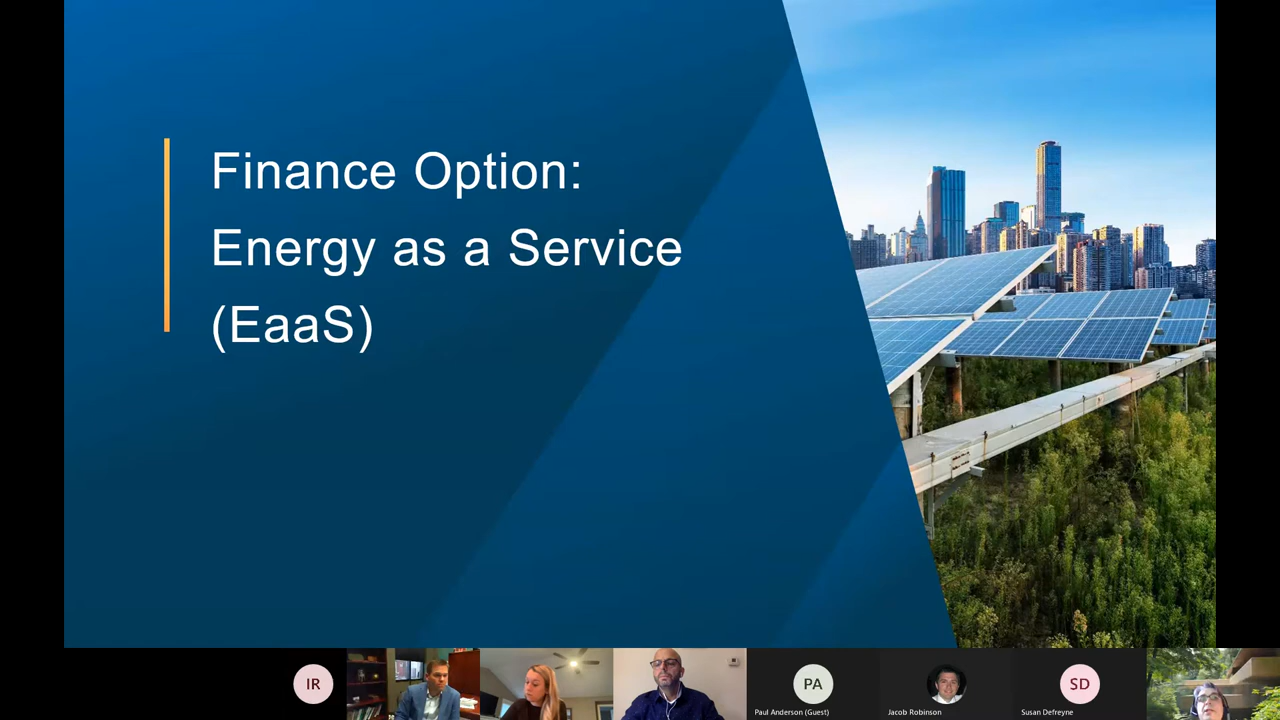 Finance Option:
Energy as a Service
(EaaS)
IR
PA
Paul Anderson (Guest)
Jacob Robinson
SD
Susan Defreyne